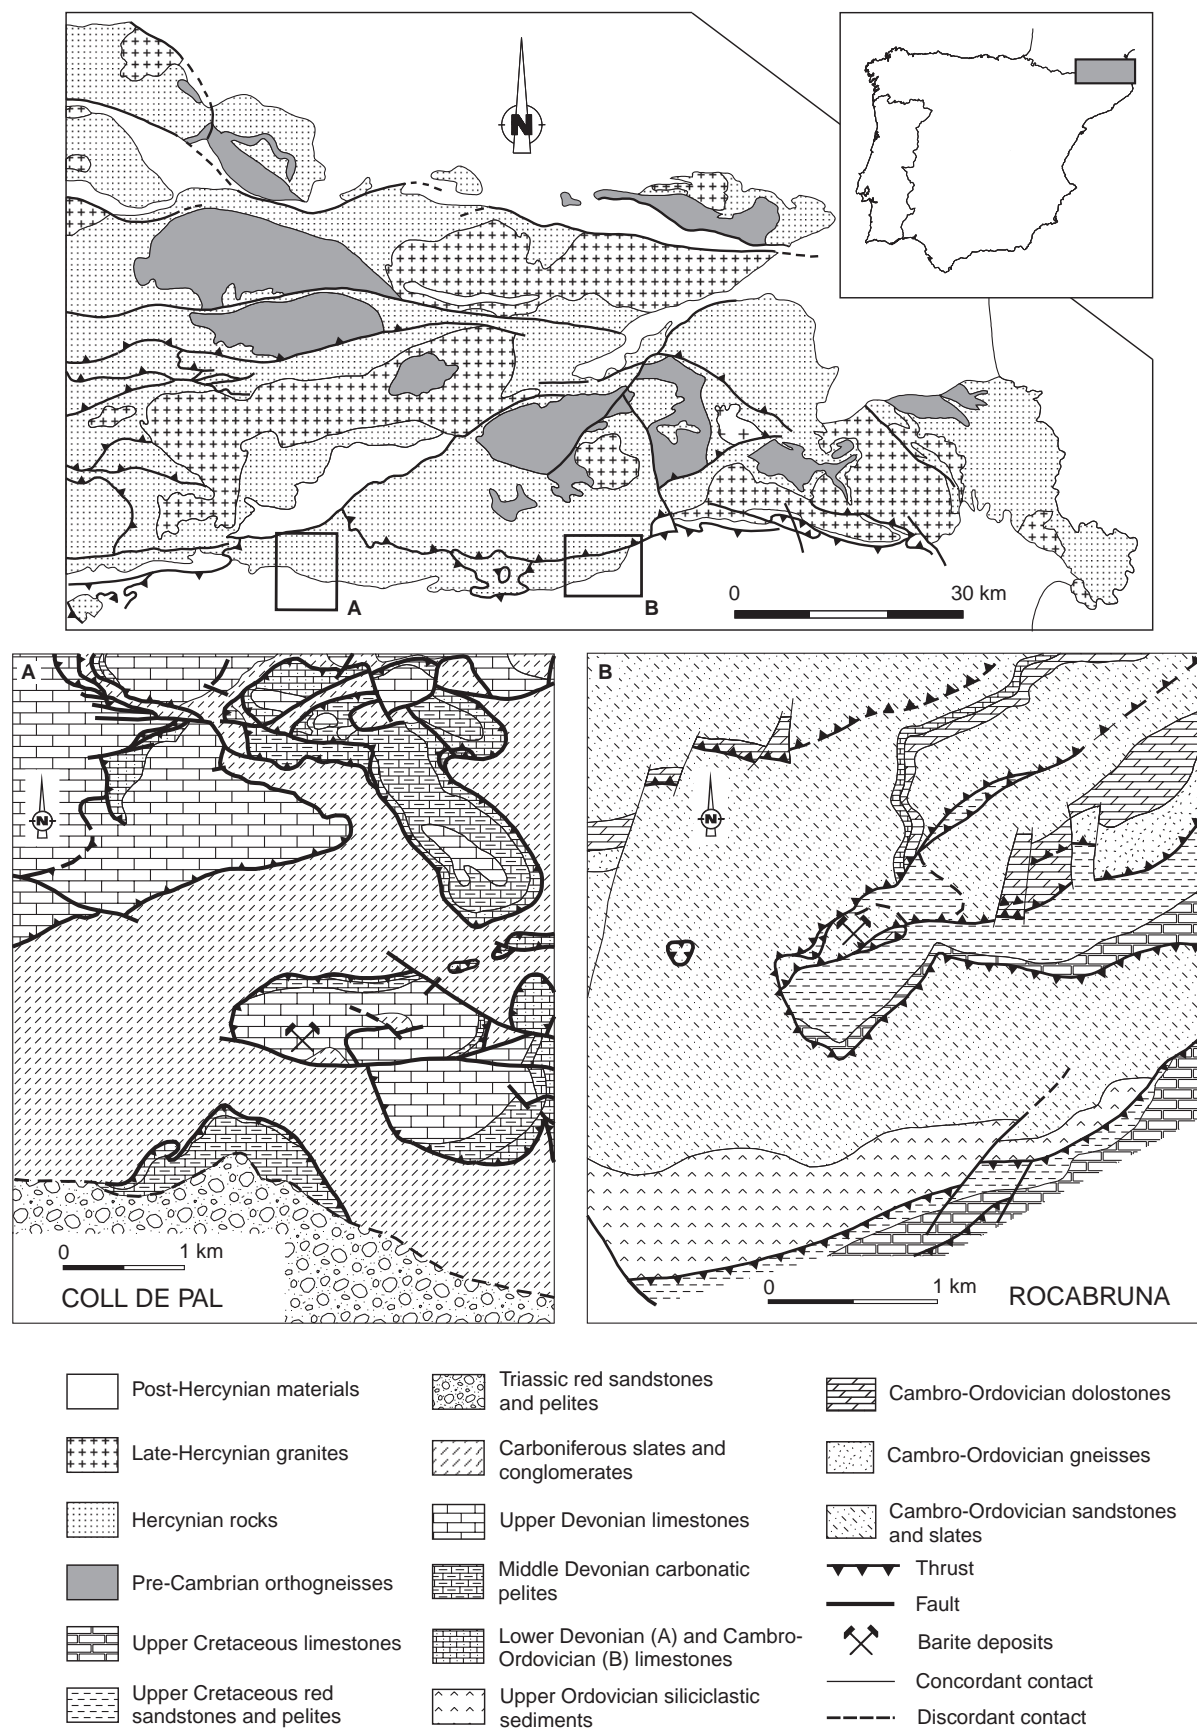 N
A
B
0
30 km
A
N
0
1 km
COLL DE PAL
B
N
0
1 km
ROCABRUNA
Post-Hercynian materials
Late-Hercynian granites
Hercynian rocks
Pre-Cambrian orthogneisses
Upper Cretaceous limestones
Upper Cretaceous red
sandstones and pelites
Triassic red sandstones
and pelites
Carboniferous slates and
conglomerates
Upper Devonian limestones
Middle Devonian carbonatic
pelites
Lower Devonian (A) and Cambro-
Ordovician (B) limestones
Upper Ordovician siliciclastic
sediments
Cambro-Ordovician dolostones
Cambro-Ordovician gneisses
Cambro-Ordovician sandstones
and slates
Thrust
Fault
Barite deposits
Concordant contact
Discordant contact